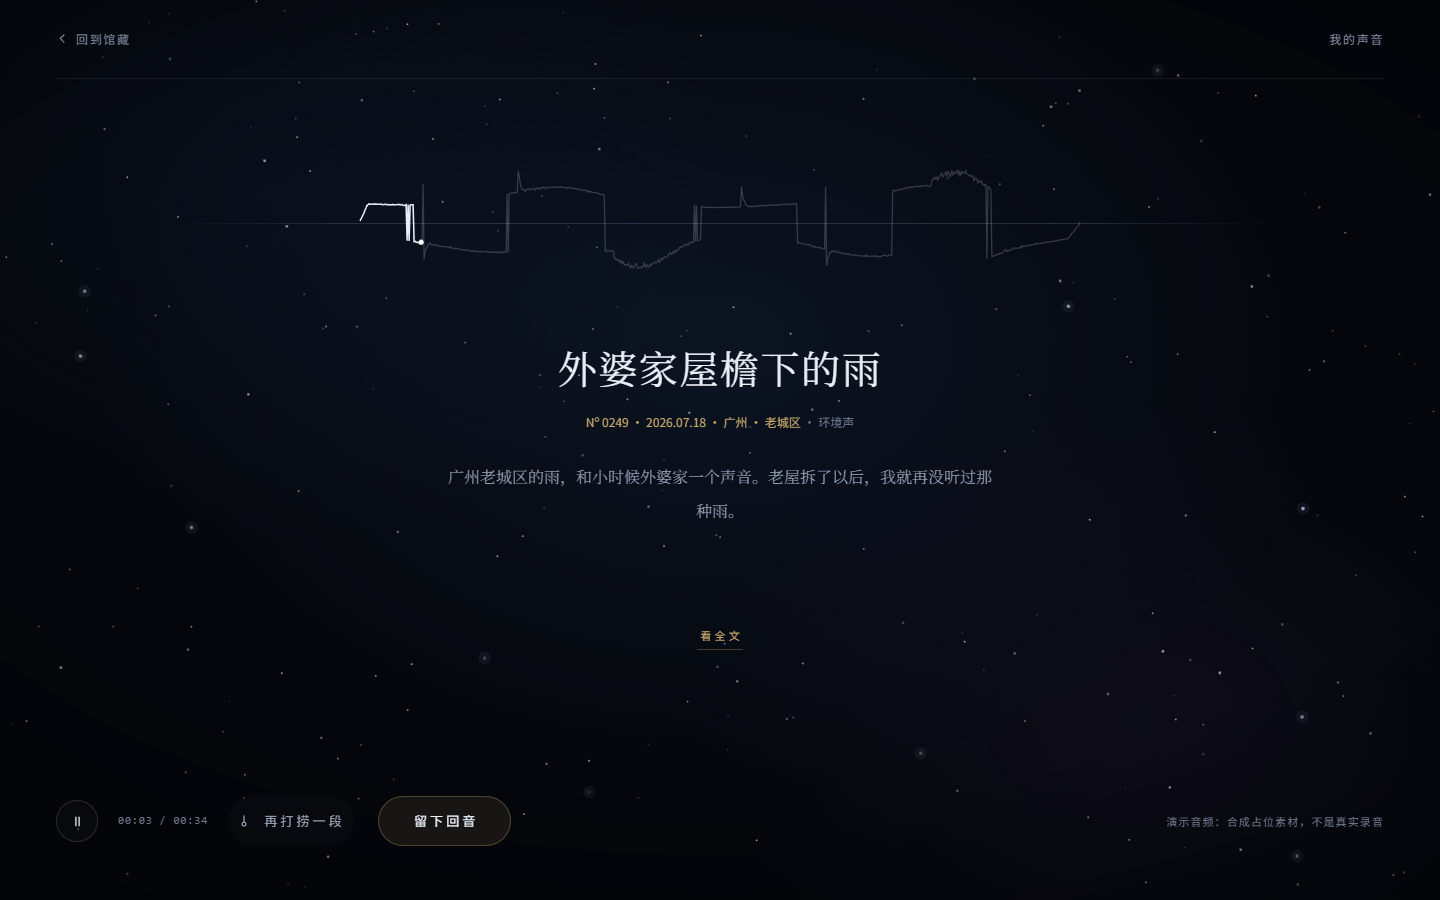 回到馆藏
我的声音
外婆家屋檐下的雨
Nº 0249 • 2026.07.18 • 广州 • 老城区 • 环境声
广州老城区的雨，和小时候外婆家一个声音。老屋拆了以后，我就再没听过那
种雨。
看全文
00:03 / 00:34
再打捞一段
留下回音
演示音频：合成占位素材，不是真实录音